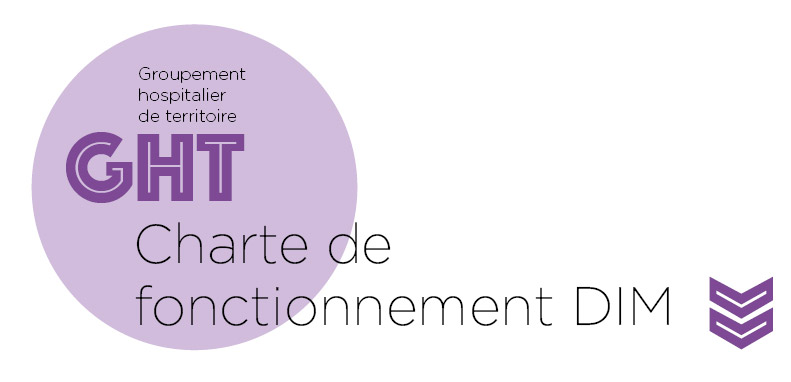 Groupement
hospitalier
de territoire
GHT
Charte de
fonctionnement DIM